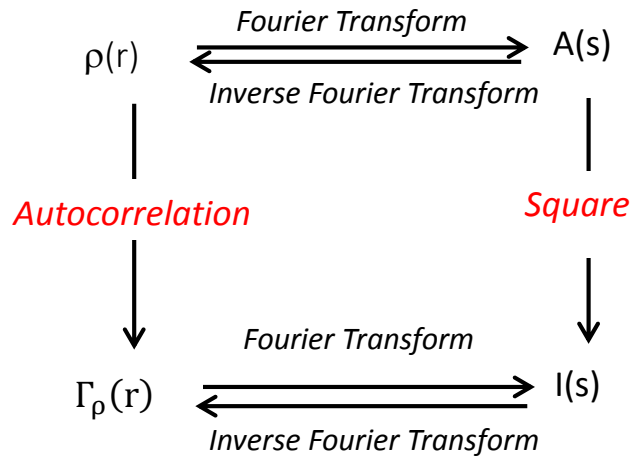 Fourier Transform
ρ(r)
A(s)
Inverse Fourier Transform
Autocorrelation
Square
Fourier Transform
Γρ(r)
I(s)
Inverse Fourier Transform